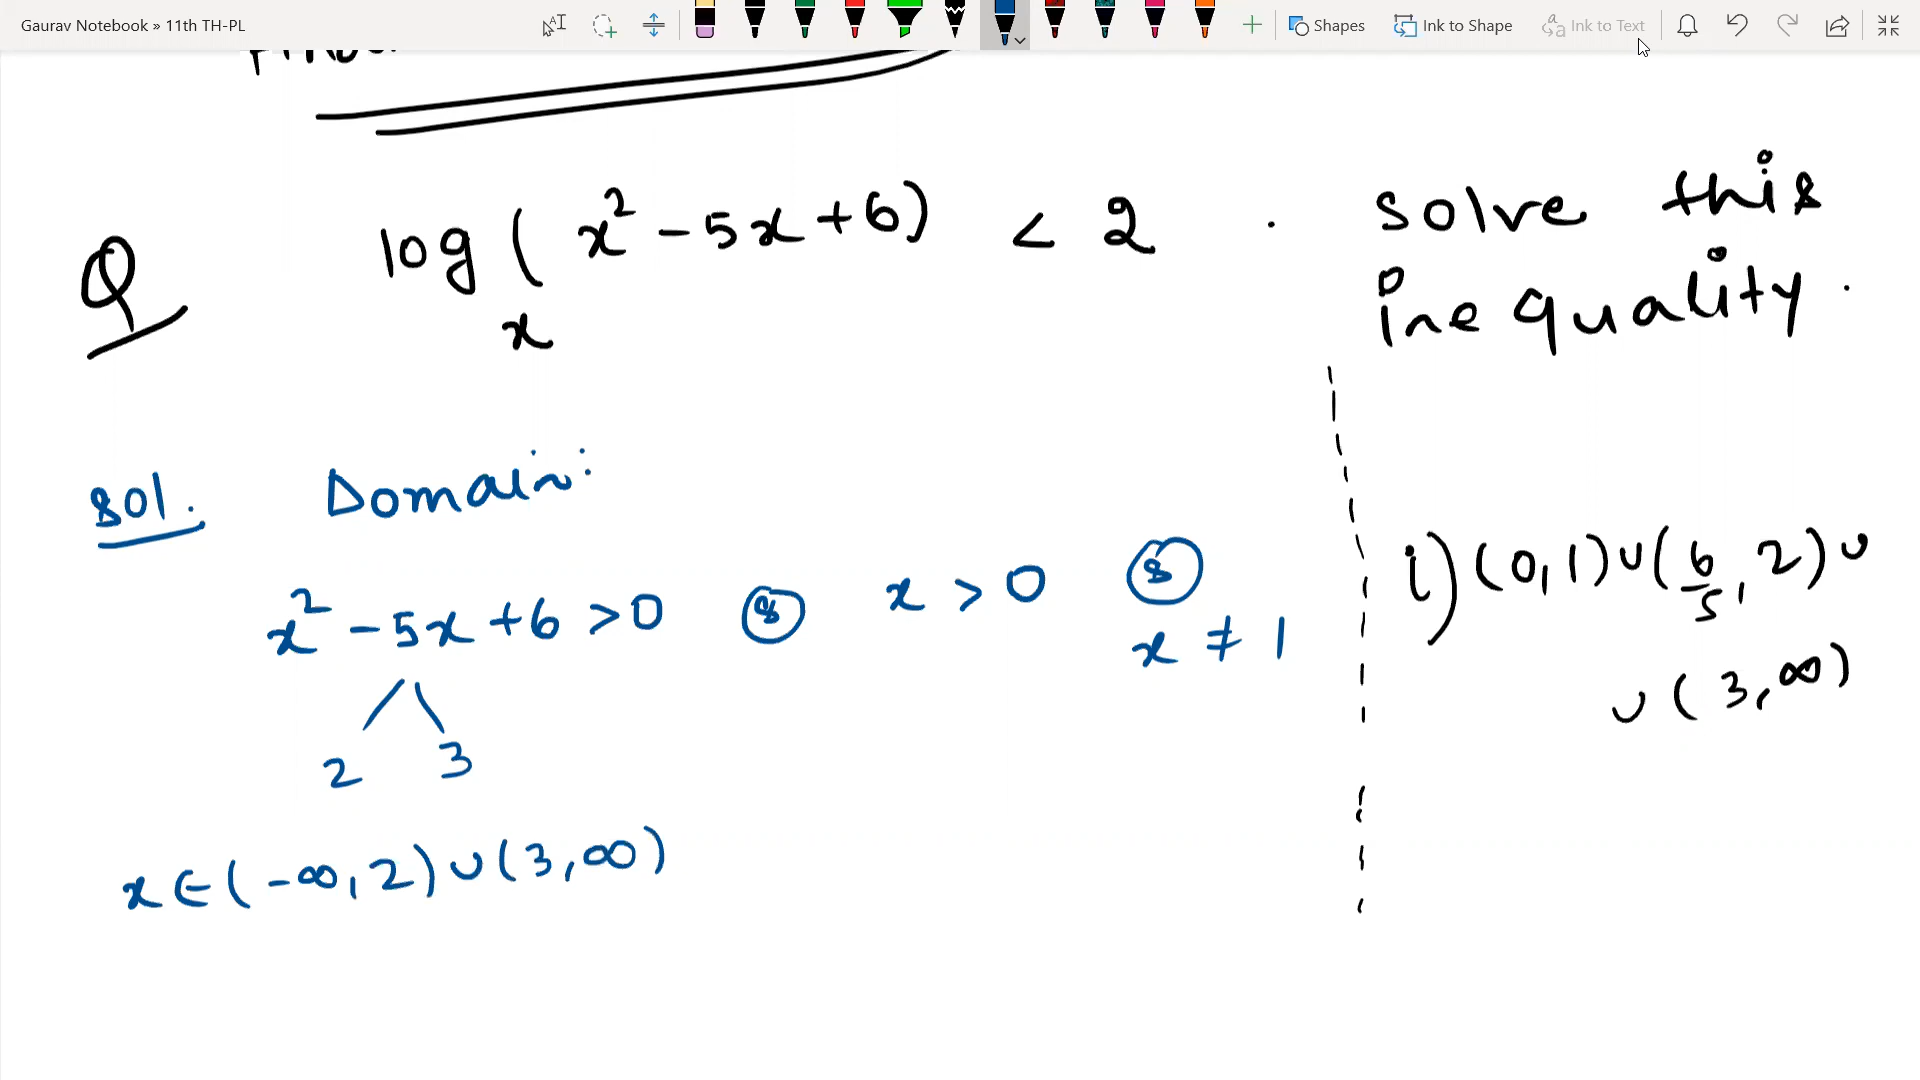 Gaurav Notebook » 11th TH-PL
Shapes
Ink to Shape
Ink to Text
Q log_x (x² - 5x + 6) < 2 . solve this
inequality.
sol. Domain:
x² - 5x + 6 > 0 & x > 0 & x ≠ 1
2 3
x ∈ (-∞, 2) ∪ (3, ∞)
i) (0, 1) ∪ (6/5, 2) ∪
∪ (3, ∞)